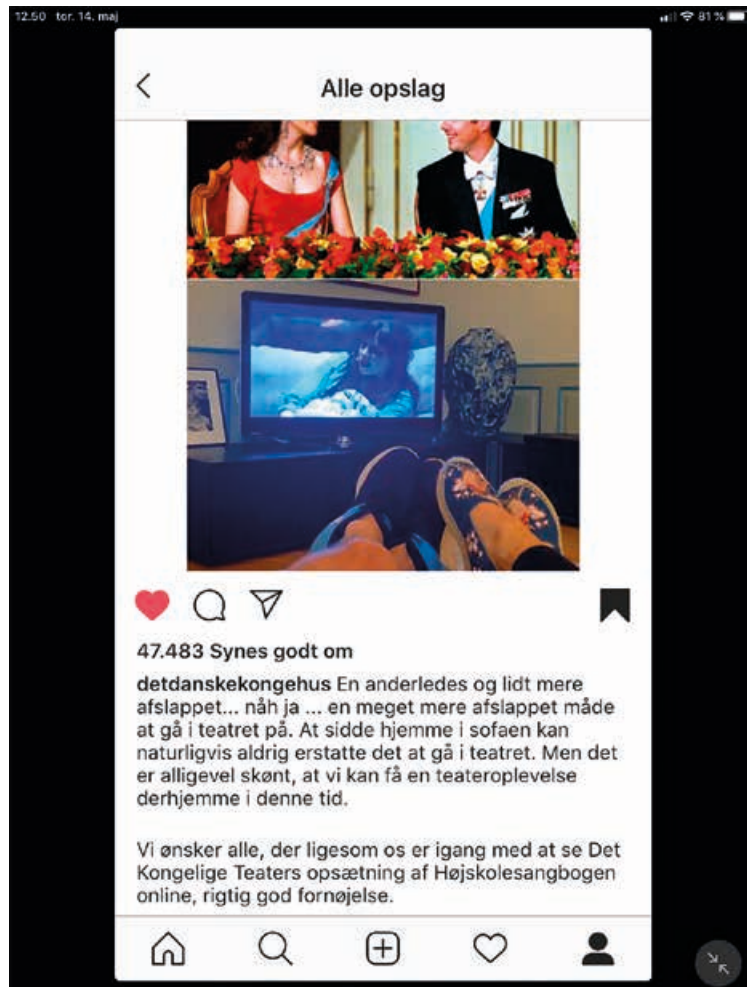 12.50 tor. 14. maj
81 %
Alle opslag
47.483 Synes godt om
detdanskekongehus En anderledes og lidt mere
afslappet... nåh ja ... en meget mere afslappet måde
at gå i teatret på. At sidde hjemme i sofaen kan
naturligvis aldrig erstatte det at gå i teatret. Men det
er alligevel skønt, at vi kan få en teateroplevelse
derhjemme i denne tid.
Vi ønsker alle, der ligesom os er igang med at se Det
Kongelige Teaters opsætning af Højskolesangbogen
online, rigtig god fornøjelse.